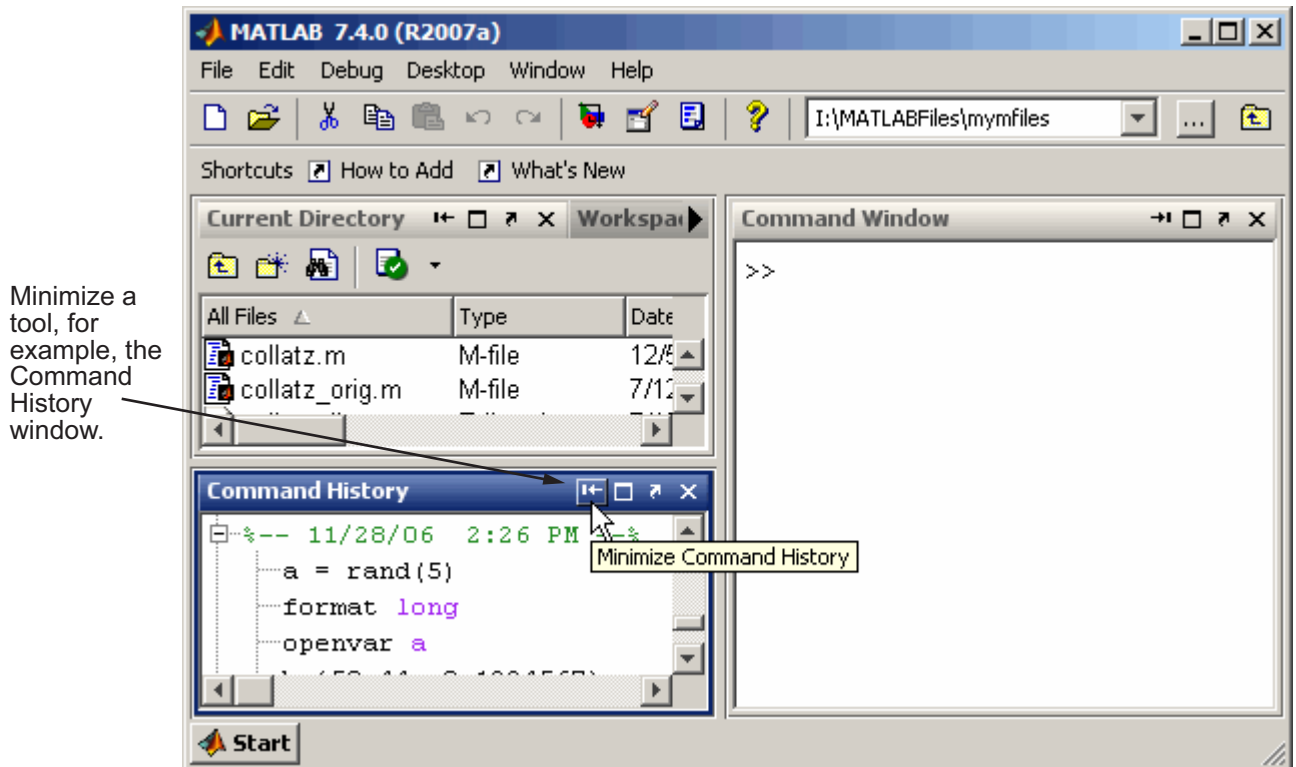 MATLAB 7.4.0 (R2007a)
File Edit Debug Desktop Window Help
I:\MATLABFiles\mymfiles
...
Shortcuts How to Add What's New
Current Directory
Command Window
>>
All Files Type
collatz.m M-file
collatz_orig.m M-file
Minimize a
tool, for
example, the
Command
History
window.
Command History
%-- 11/28/06 2:26 PM --%
Minimize Command History
a = rand(5)
format long
openvar a
Start